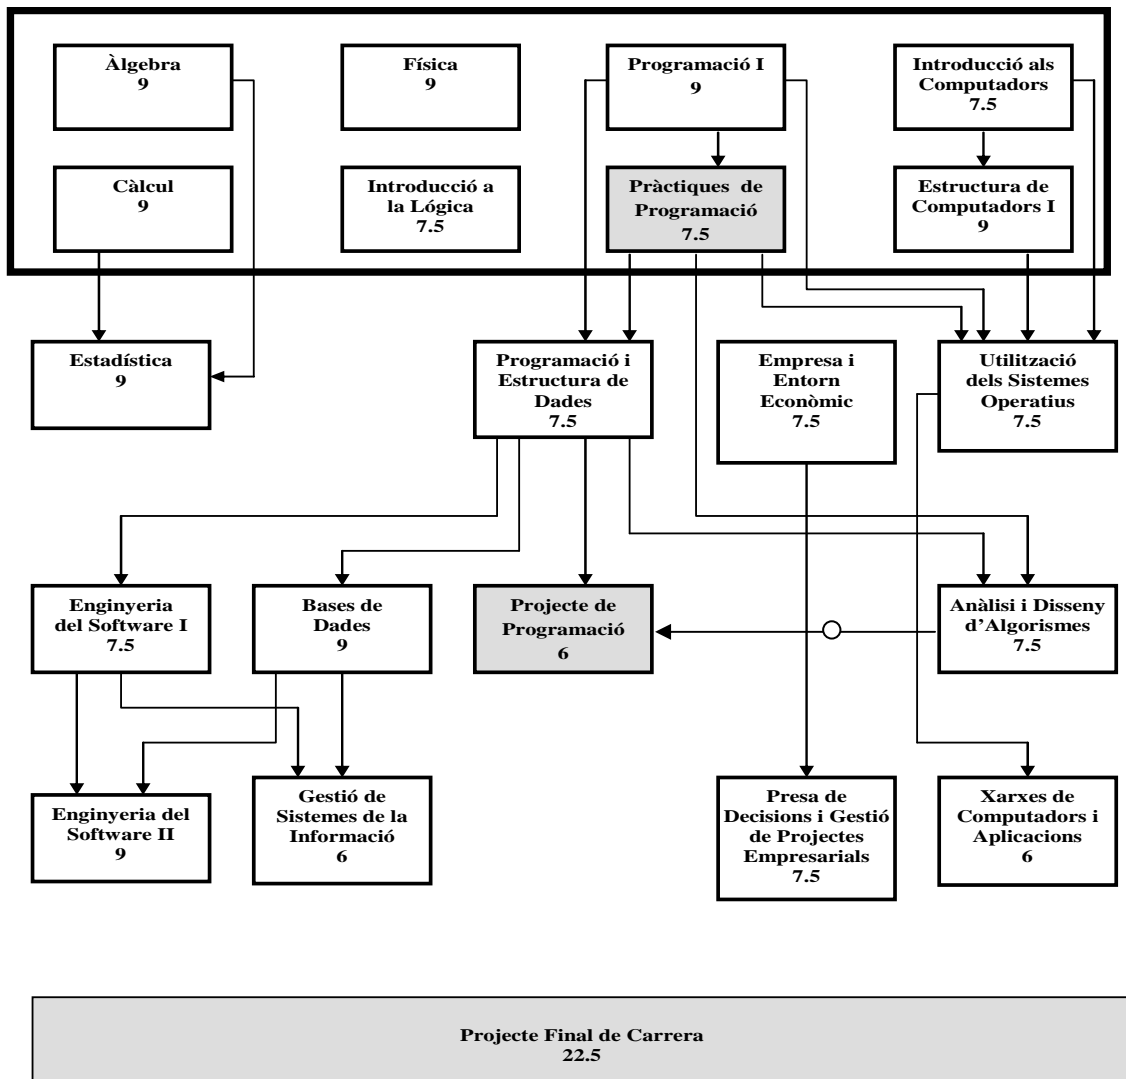 Àlgebra
9
Física
9
Programació I
9
Introducció als
Computadors
7.5
Càlcul
9
Introducció a
la Lógica
7.5
Pràctiques de
Programació
7.5
Estructura de
Computadors I
9
Estadística
9
Programació i
Estructura de
Dades
7.5
Empresa i
Entorn
Econòmic
7.5
Utilització
dels Sistemes
Operatius
7.5
Enginyeria
del Software I
7.5
Bases de
Dades
9
Projecte de
Programació
6
Anàlisi i Disseny
d'Algorismes
7.5
Enginyeria del
Software II
9
Gestió de
Sistemes de la
Informació
6
Presa de
Decisions i Gestió
de Projectes
Empresarials
7.5
Xarxes de
Computadors i
Aplicacions
6
Projecte Final de Carrera
22.5